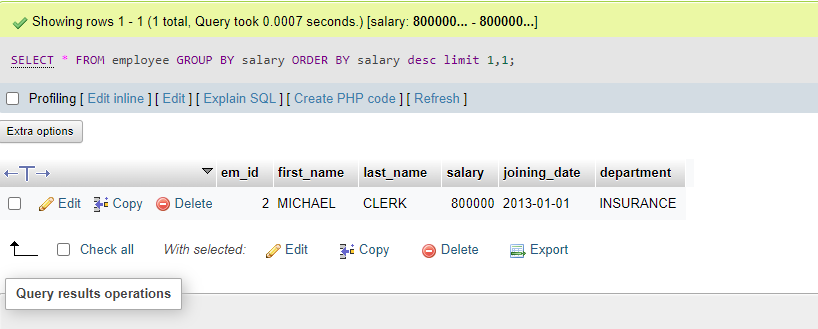 Showing rows 1 - 1 (1 total, Query took 0.0007 seconds.) [salary: 800000... - 800000...]
SELECT * FROM employee GROUP BY salary ORDER BY salary desc limit 1,1;
Profiling [ Edit inline ] [ Edit ] [ Explain SQL ] [ Create PHP code ] [ Refresh ]
Extra options
em_id first_name last_name salary joining_date department
Edit Copy Delete 2 MICHAEL CLERK 800000 2013-01-01 INSURANCE
Check all With selected: Edit Copy Delete Export
Query results operations